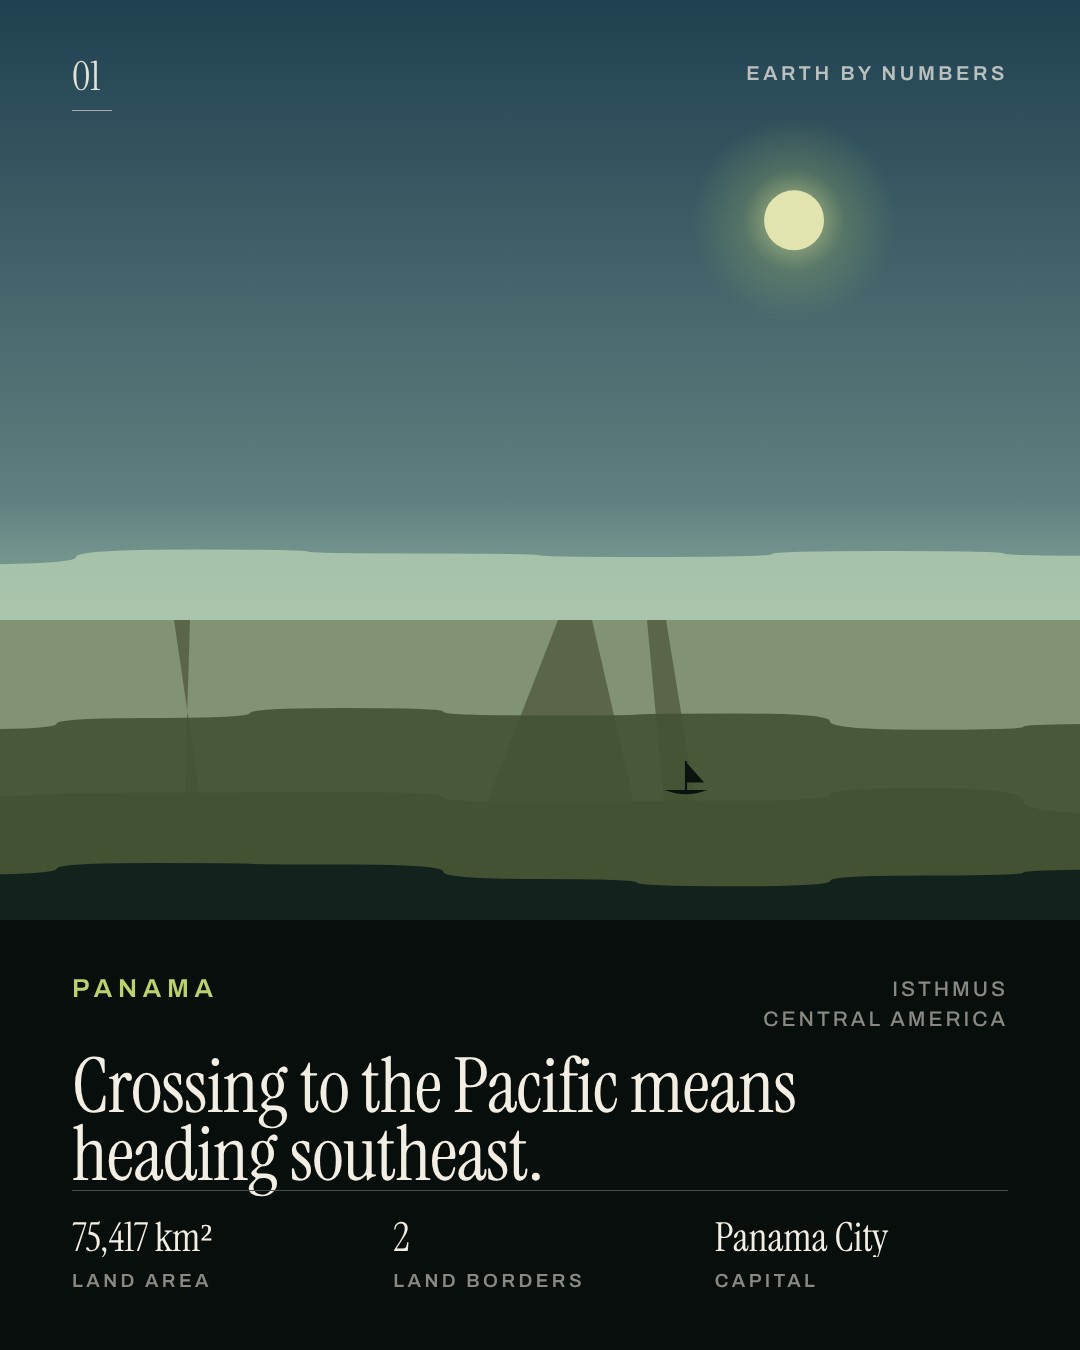 01
EARTH BY NUMBERS
PANAMA
ISTHMUS
CENTRAL AMERICA
Crossing to the Pacific means
heading southeast.
75,417 km²
2
Panama City
LAND AREA
LAND BORDERS
CAPITAL